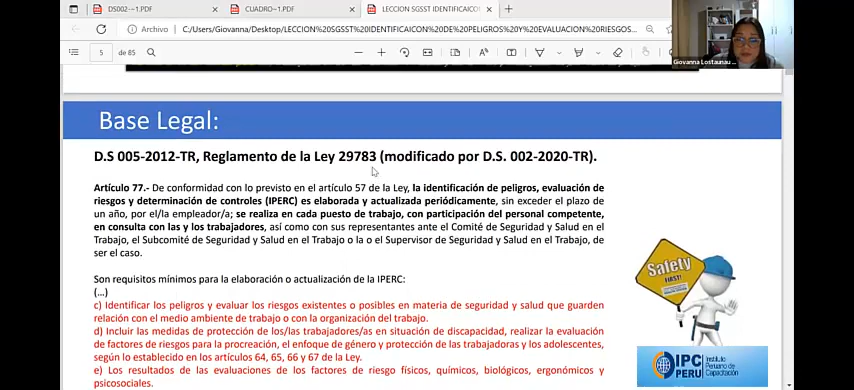 DS002-~1.PDF
CUADRO~1.PDF
LECCION SGSST IDENTIFICAICO
Archivo
C:/Users/Giovanna/Desktop/LECCION%20SGSST%20IDENTIFICAICON%20DE%20PELIGROS%20Y%20EVALUACION%20RIESGOS...
5 de 85
Giovanna Lostaunau ...
Base Legal:
D.S 005-2012-TR, Reglamento de la Ley 29783 (modificado por D.S. 002-2020-TR).
Artículo 77.- De conformidad con lo previsto en el artículo 57 de la Ley, la identificación de peligros, evaluación de
riesgos y determinación de controles (IPERC) es elaborada y actualizada periódicamente, sin exceder el plazo de
un año, por el/la empleador/a; se realiza en cada puesto de trabajo, con participación del personal competente,
en consulta con las y los trabajadores, así como con sus representantes ante el Comité de Seguridad y Salud en el
Trabajo, el Subcomité de Seguridad y Salud en el Trabajo o la o el Supervisor de Seguridad y Salud en el Trabajo, de
ser el caso.
Son requisitos mínimos para la elaboración o actualización de la IPERC:
(...)
c) Identificar los peligros y evaluar los riesgos existentes o posibles en materia de seguridad y salud que guarden
relación con el medio ambiente de trabajo o con la organización del trabajo.
d) Incluir las medidas de protección de los/las trabajadores/as en situación de discapacidad, realizar la evaluación
de factores de riesgos para la procreación, el enfoque de género y protección de las trabajadoras y los adolescentes,
según lo establecido en los artículos 64, 65, 66 y 67 de la Ley.
e) Los resultados de las evaluaciones de los factores de riesgo físicos, químicos, biológicos, ergonómicos y
psicosociales.
Safety
FIRST!
IPC
PERÚ
Instituto
Peruano de
Capacitación